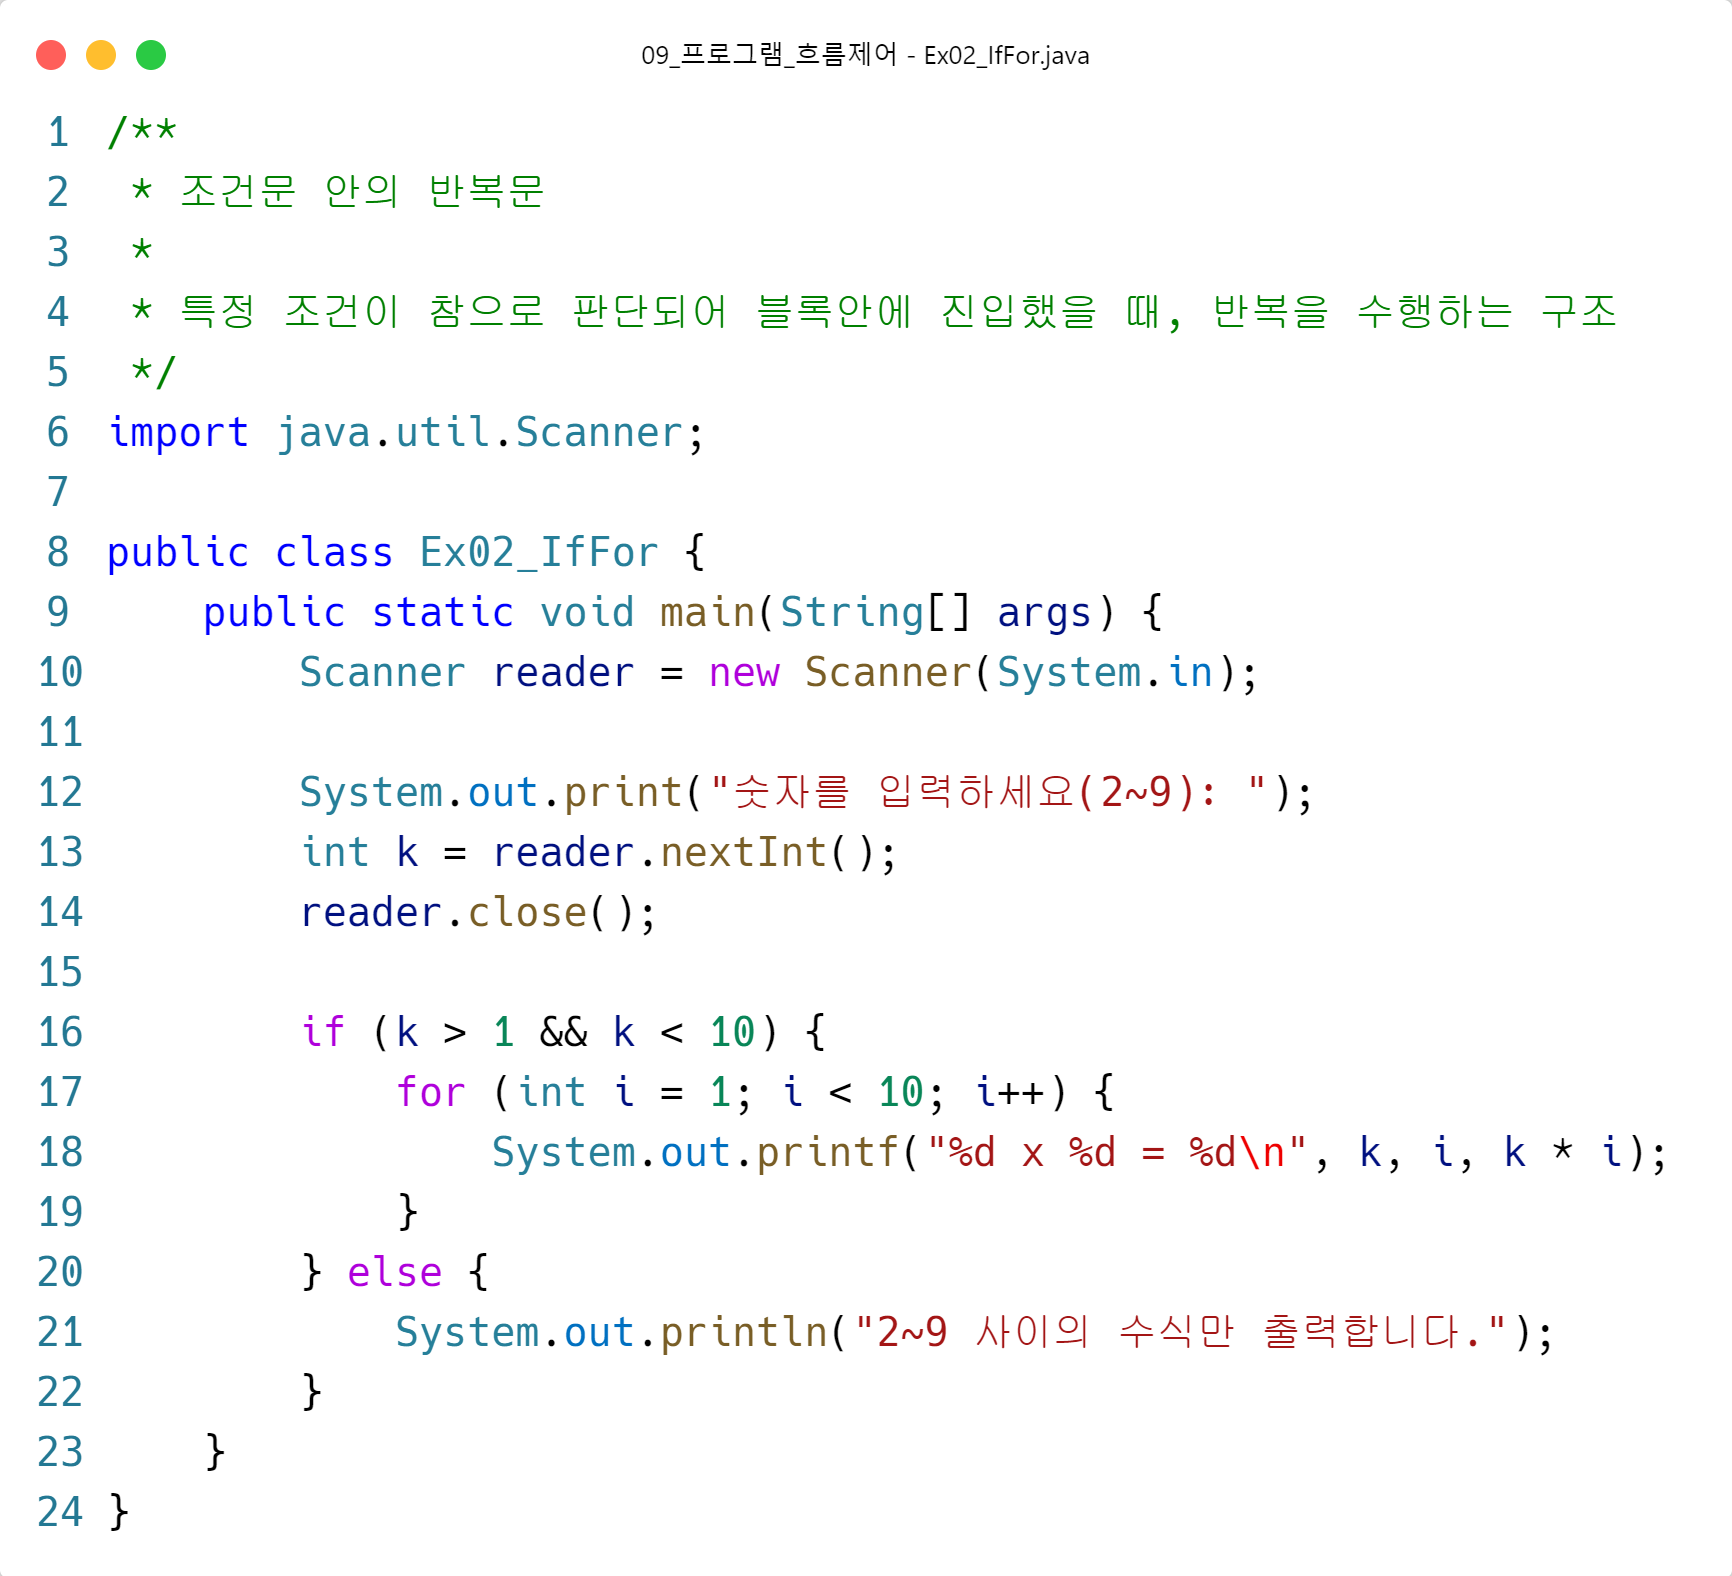 09_프로그램_흐름제어 - Ex02_IfFor.java
1 /**
2  * 조건문 안의 반복문
3  *
4  * 특정 조건이 참으로 판단되어 블록안에 진입했을 때, 반복을 수행하는 구조
5  */
6 import java.util.Scanner;
7
8 public class Ex02_IfFor {
9     public static void main(String[] args) {
10         Scanner reader = new Scanner(System.in);
11
12         System.out.print("숫자를 입력하세요(2~9): ");
13         int k = reader.nextInt();
14         reader.close();
15
16         if (k > 1 && k < 10) {
17             for (int i = 1; i < 10; i++) {
18                 System.out.printf("%d x %d = %d\n", k, i, k * i);
19             }
20         } else {
21             System.out.println("2~9 사이의 수식만 출력합니다.");
22         }
23     }
24 }